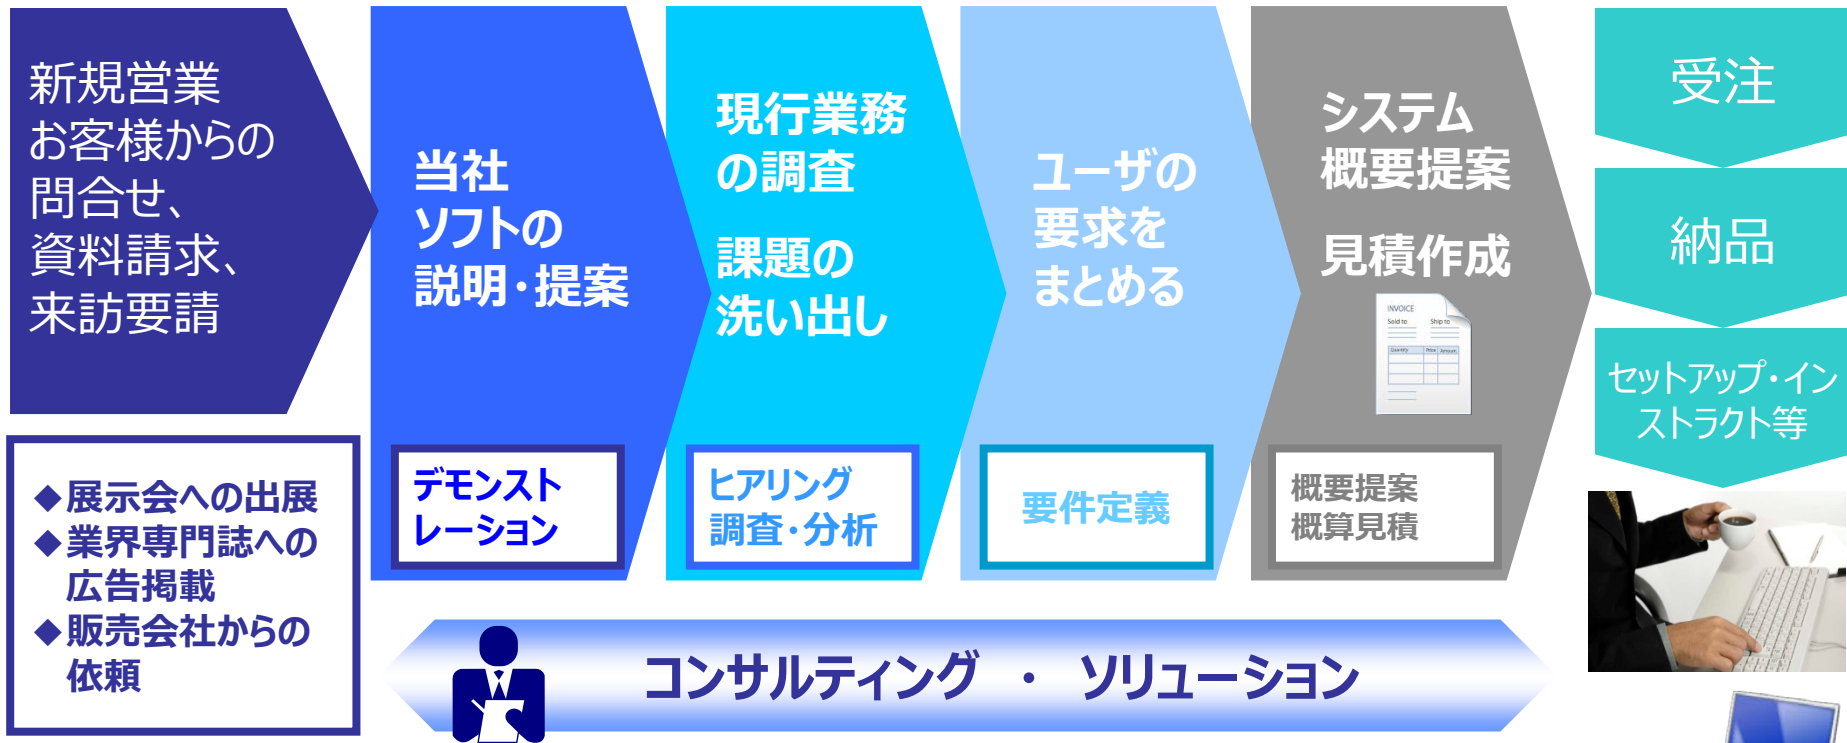 新規営業
お客様からの
問合せ、
資料請求、
来訪要請
◆展示会への出展
◆業界専門誌への
広告掲載
◆販売会社からの
依頼
当社
ソフトの
説明・提案
デモンスト
レーション
現行業務
の調査
課題の
洗い出し
ヒアリング
調査・分析
ユーザの
要求を
まとめる
要件定義
システム
概要提案
見積作成
INVOICE
Sold to Ship to
Quantity Price Amount
概要提案
概算見積
コンサルティング ・ ソリューション
受注
納品
セットアップ・イン
ストラクト等